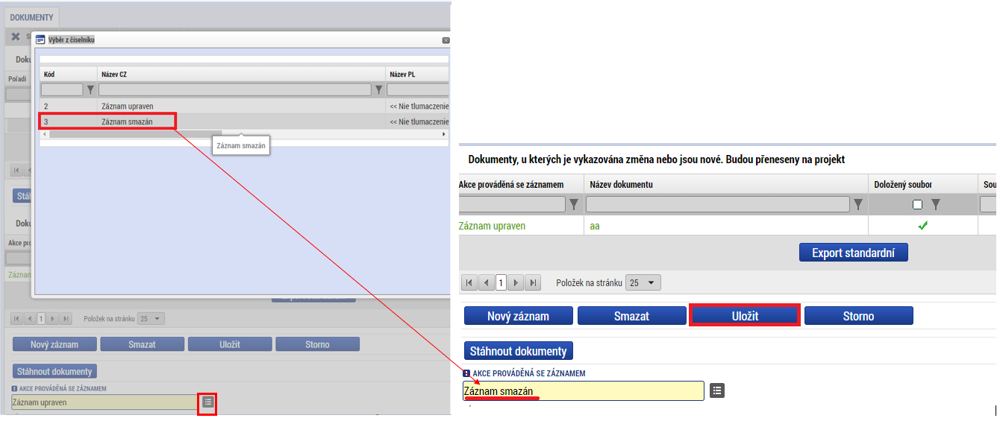 DOKUMENTY
Výběr z číselníku
Doku
Pořadí
Kód Název CZ Název PL
2 Záznam upraven << Nie tlumaczenie
3 Záznam smazán << Nie tlumaczenie
Záznam smazán
Stál
Doku
Akce pro
Záznam
1 Položek na stránku 25
Nový záznam Smazat Uložit Storno
Stáhnout dokumenty
AKCE PROVÁDĚNÁ SE ZÁZNAMEM
Záznam upraven
Dokumenty, u kterých je vykazována změna nebo jsou nové. Budou přeneseny na projekt
Akce prováděná se záznamem Název dokumentu Doložený soubor Sou
Záznam upraven aa
Export standardní
1 Položek na stránku 25
Nový záznam Smazat Uložit Storno
Stáhnout dokumenty
AKCE PROVÁDĚNÁ SE ZÁZNAMEM
Záznam smazán